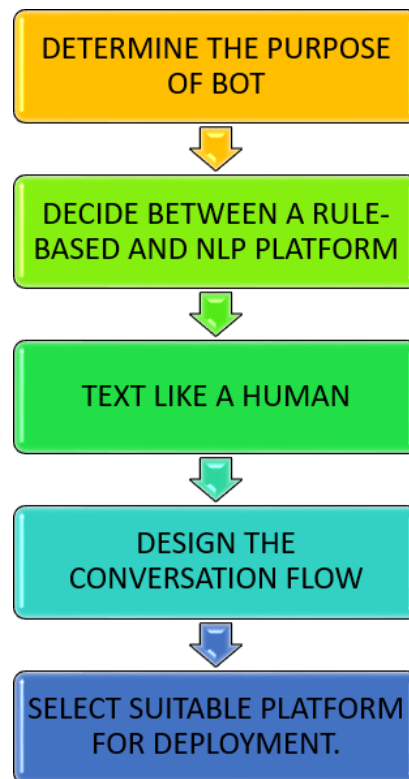 DETERMINE THE PURPOSE
OF BOT
DECIDE BETWEEN A RULE-
BASED AND NLP PLATFORM
TEXT LIKE A HUMAN
DESIGN THE
CONVERSATION FLOW
SELECT SUITABLE PLATFORM
FOR DEPLOYMENT.